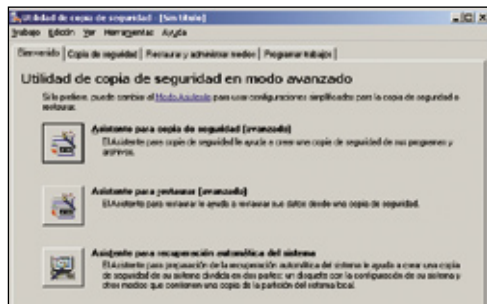 Utilidad de copia de seguridad - [Sin título]
Trabajo Edición Ver Herramientas Ayuda
Bienvenido Copia de seguridad Restaurar y administrar medios Programar trabajos
Utilidad de copia de seguridad en modo avanzado
Si lo prefiere, puede cambiar al Modo Asistente para usar configuraciones simplificadas para la copia de seguridad o
restaurar.
Asistente para copia de seguridad (avanzado)
El Asistente para copia de seguridad le ayuda a crear una copia de seguridad de sus programas y
archivos.
Asistente para restaurar (avanzado)
El Asistente para restaurar le ayuda a restaurar sus datos desde una copia de seguridad.
Asistente para recuperación automática del sistema
El Asistente para preparación de la recuperación automática del sistema le ayuda a crear una copia
de seguridad de su sistema dividida en dos partes: un disquete con la configuración de su sistema y
otros medios que contienen una copia de la partición del sistema local.